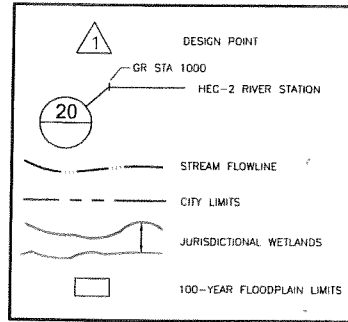 1
DESIGN POINT
GR STA 1000
HEC-2 RIVER STATION
20
STREAM FLOWLINE
CITY LIMITS
JURISDICTIONAL WETLANDS
100-YEAR FLOODPLAIN LIMITS